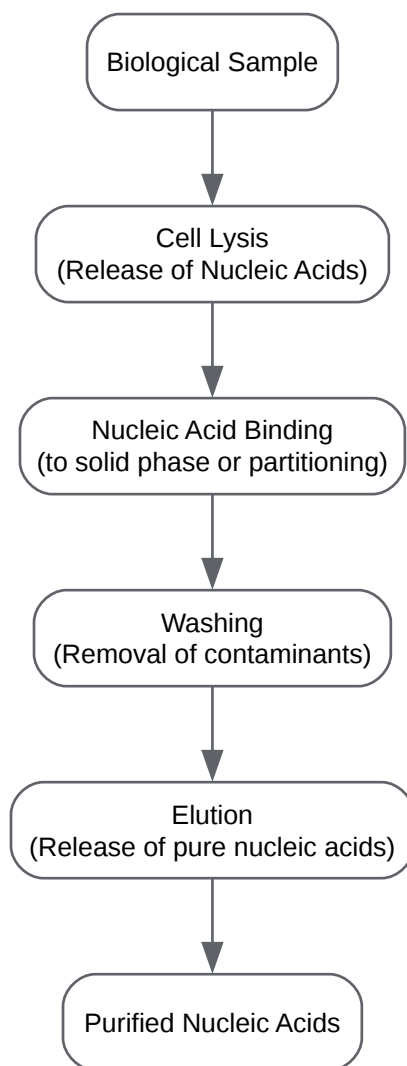 Biological Sample
Cell Lysis
(Release of Nucleic Acids)
Nucleic Acid Binding
(to solid phase or partitioning)
Washing
(Removal of contaminants)
Elution
(Release of pure nucleic acids)
Purified Nucleic Acids